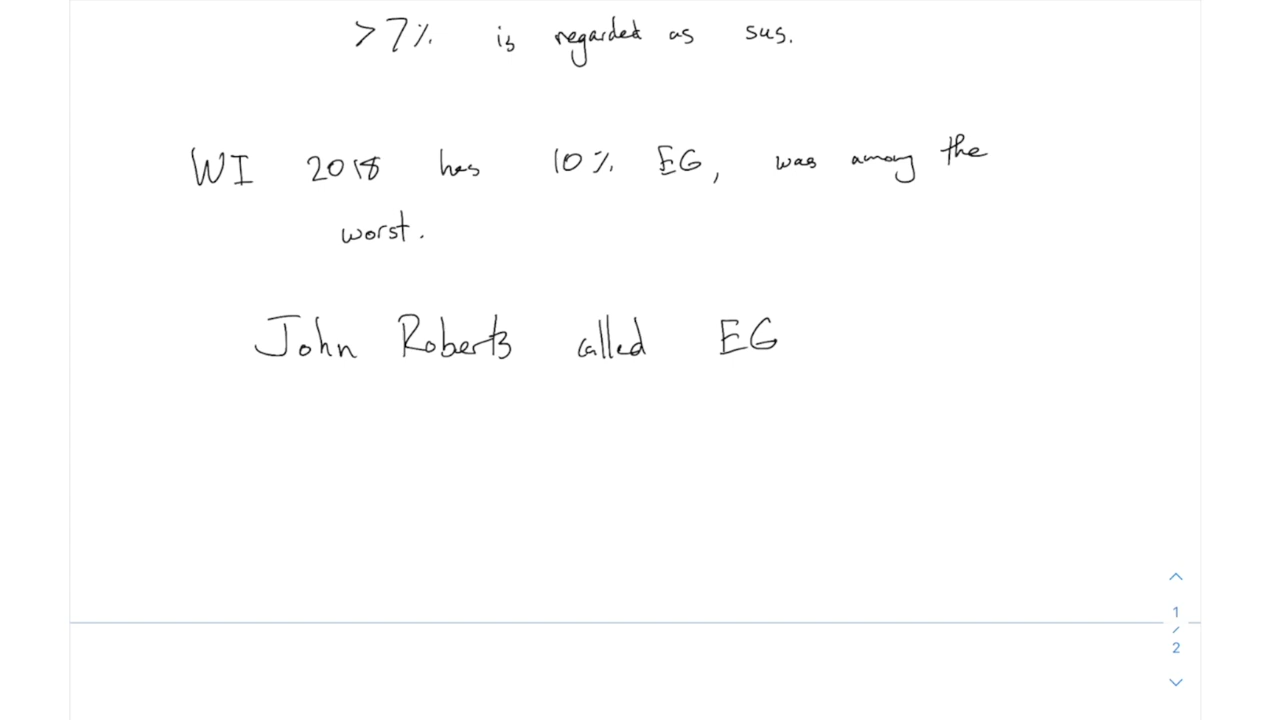 >7% is regarded as sus.
WI 2018 has 10% EG, was among the
worst.
John Roberts called EG
1
/
2